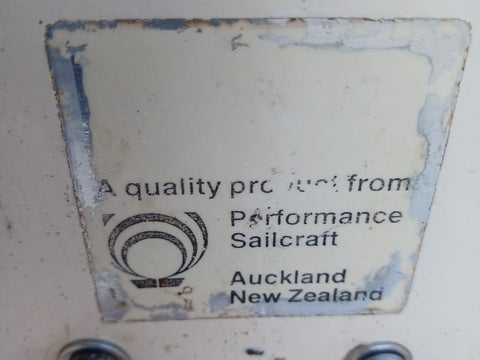 A quality product from
Performance
Sailcraft
Auckland
New Zealand